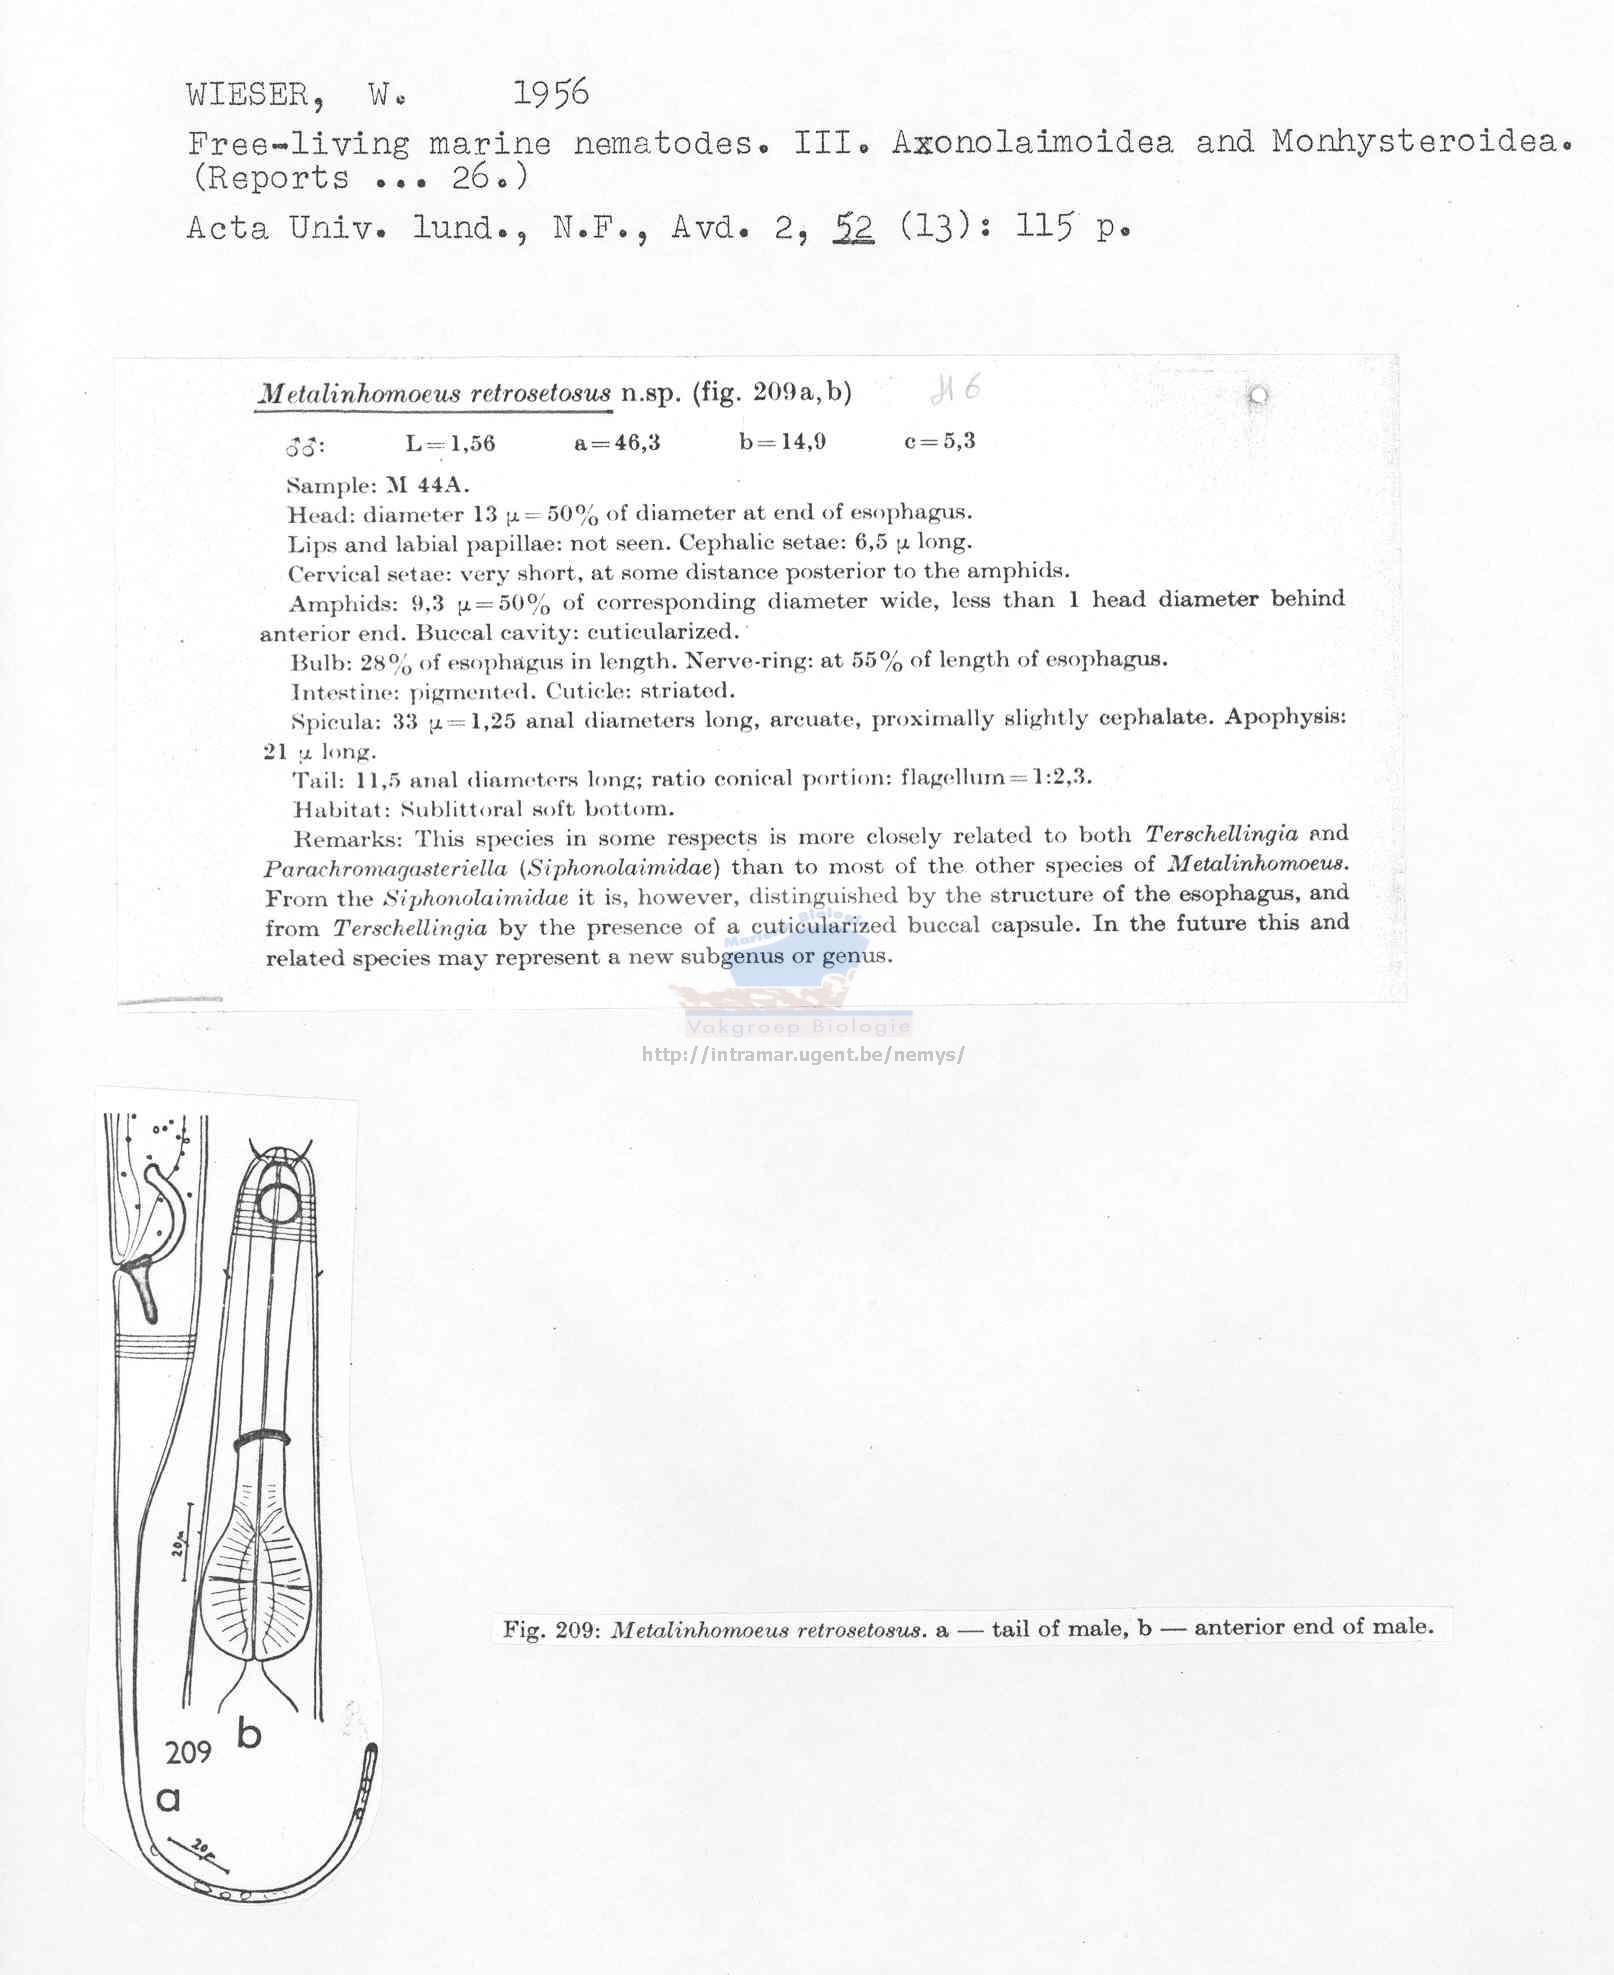 WIESER, W. 1956
Free-living marine nematodes. III. Axonolaimoidea and Monhysteroidea.
(Reports ... 26.)
Acta Univ. lund., N.F., Avd. 2, 52 (13): 115 p.
Metalinhomoeus retrosetosus n.sp. (fig. 209a, b)
♂♂: L=1,56 a=46,3 b=14,9 c=5,3
Sample: M 44A.
Head: diameter 13 μ=50% of diameter at end of esophagus.
Lips and labial papillae: not seen. Cephalic setae: 6,5 μ long.
Cervical setae: very short, at some distance posterior to the amphids.
Amphids: 9,3 μ=50% of corresponding diameter wide, less than 1 head diameter behind
anterior end. Buccal cavity: cuticularized.
Bulb: 28% of esophagus in length. Nerve-ring: at 55% of length of esophagus.
Intestine: pigmented. Cuticle: striated.
Spicula: 33 μ=1,25 anal diameters long, arcuate, proximally slightly cephalate. Apophysis:
21 μ long.
Tail: 11,5 anal diameters long; ratio conical portion: flagellum=1:2,3.
Habitat: Sublittoral soft bottom.
Remarks: This species in some respects is more closely related to both Terschellingia and
Parachromagasteriella (Siphonolaimidae) than to most of the other species of Metalinhomoeus.
From the Siphonolaimidae it is, however, distinguished by the structure of the esophagus, and
from Terschellingia by the presence of a cuticularized buccal capsule. In the future this and
related species may represent a new subgenus or genus.
Mariene Biologie
Vakgroep Biologie
http://intramar.ugent.be/nemys/
20μ
Fig. 209: Metalinhomoeus retrosetosus. a — tail of male, b — anterior end of male.
b
209
a
20μ